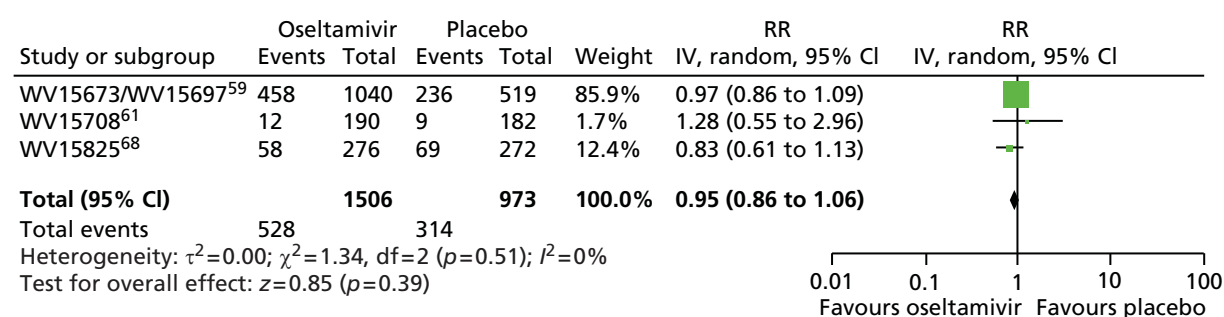 Oseltamivir Placebo RR RR
Study or subgroup Events Total Events Total Weight IV, random, 95% CI IV, random, 95% CI
WV15673/WV15697⁵⁹ 458 1040 236 519 85.9% 0.97 (0.86 to 1.09)
WV15708⁶¹ 12 190 9 182 1.7% 1.28 (0.55 to 2.96)
WV15825⁶⁸ 58 276 69 272 12.4% 0.83 (0.61 to 1.13)
Total (95% CI) 1506 973 100.0% 0.95 (0.86 to 1.06)
Total events 528 314
Heterogeneity: τ²=0.00; χ²=1.34, df=2 (p=0.51); I²=0%
Test for overall effect: z=0.85 (p=0.39)
0.01 0.1 1 10 100
Favours oseltamivir Favours placebo